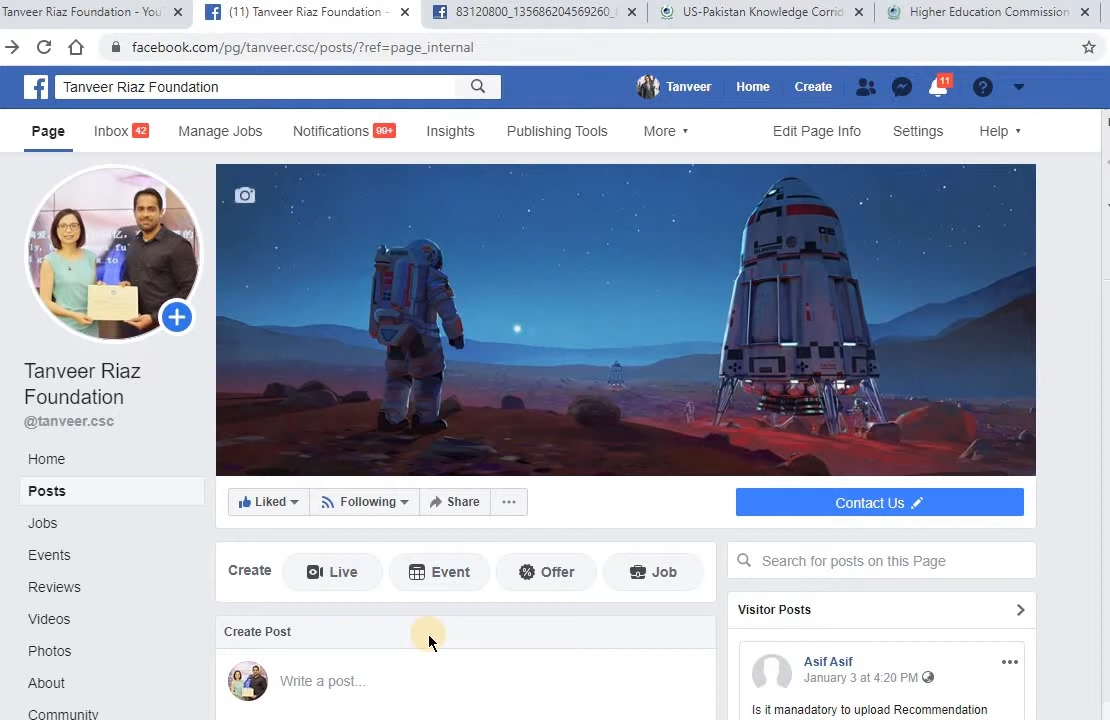 Tanveer Riaz Foundation - You
(11) Tanveer Riaz Foundation -
83120800_135686204569260_
US-Pakistan Knowledge Corrid
Higher Education Commission
facebook.com/pg/tanveer.csc/posts/?ref=page_internal
Tanveer Riaz Foundation
Tanveer
Home
Create
11
Page
Inbox 42
Manage Jobs
Notifications 99+
Insights
Publishing Tools
More
Edit Page Info
Settings
Help
Tanveer Riaz
Foundation
@tanveer.csc
Home
Posts
Jobs
Events
Reviews
Videos
Photos
About
Community
Liked
Following
Share
Contact Us
Create
Live
Event
Offer
Job
Create Post
Write a post...
Search for posts on this Page
Visitor Posts
Asif Asif
January 3 at 4:20 PM
Is it manadatory to upload Recommendation